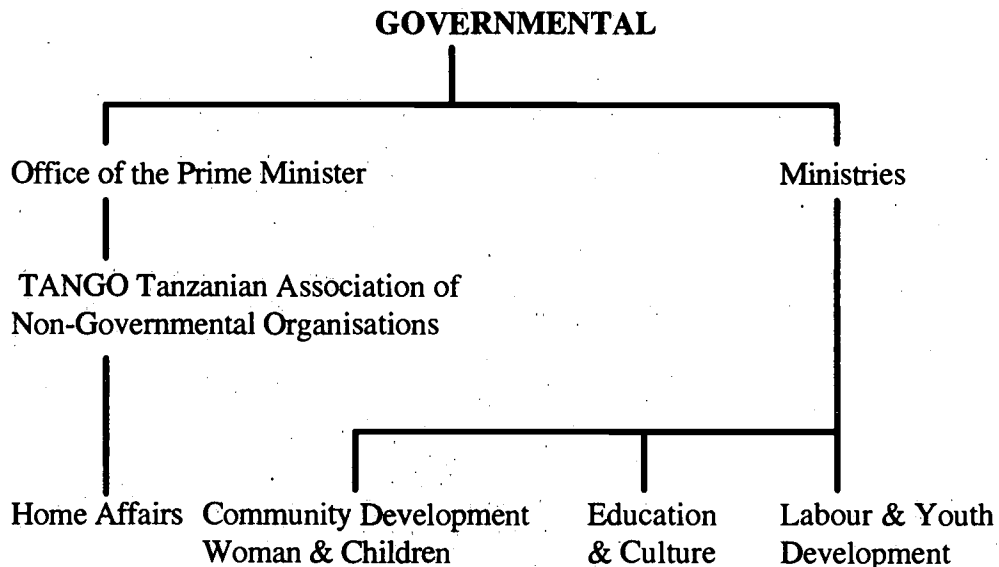 GOVERNMENTAL
Office of the Prime Minister
Ministries
TANGO Tanzanian Association of
Non-Governmental Organisations
Home Affairs
Community Development
Woman & Children
Education
& Culture
Labour & Youth
Development